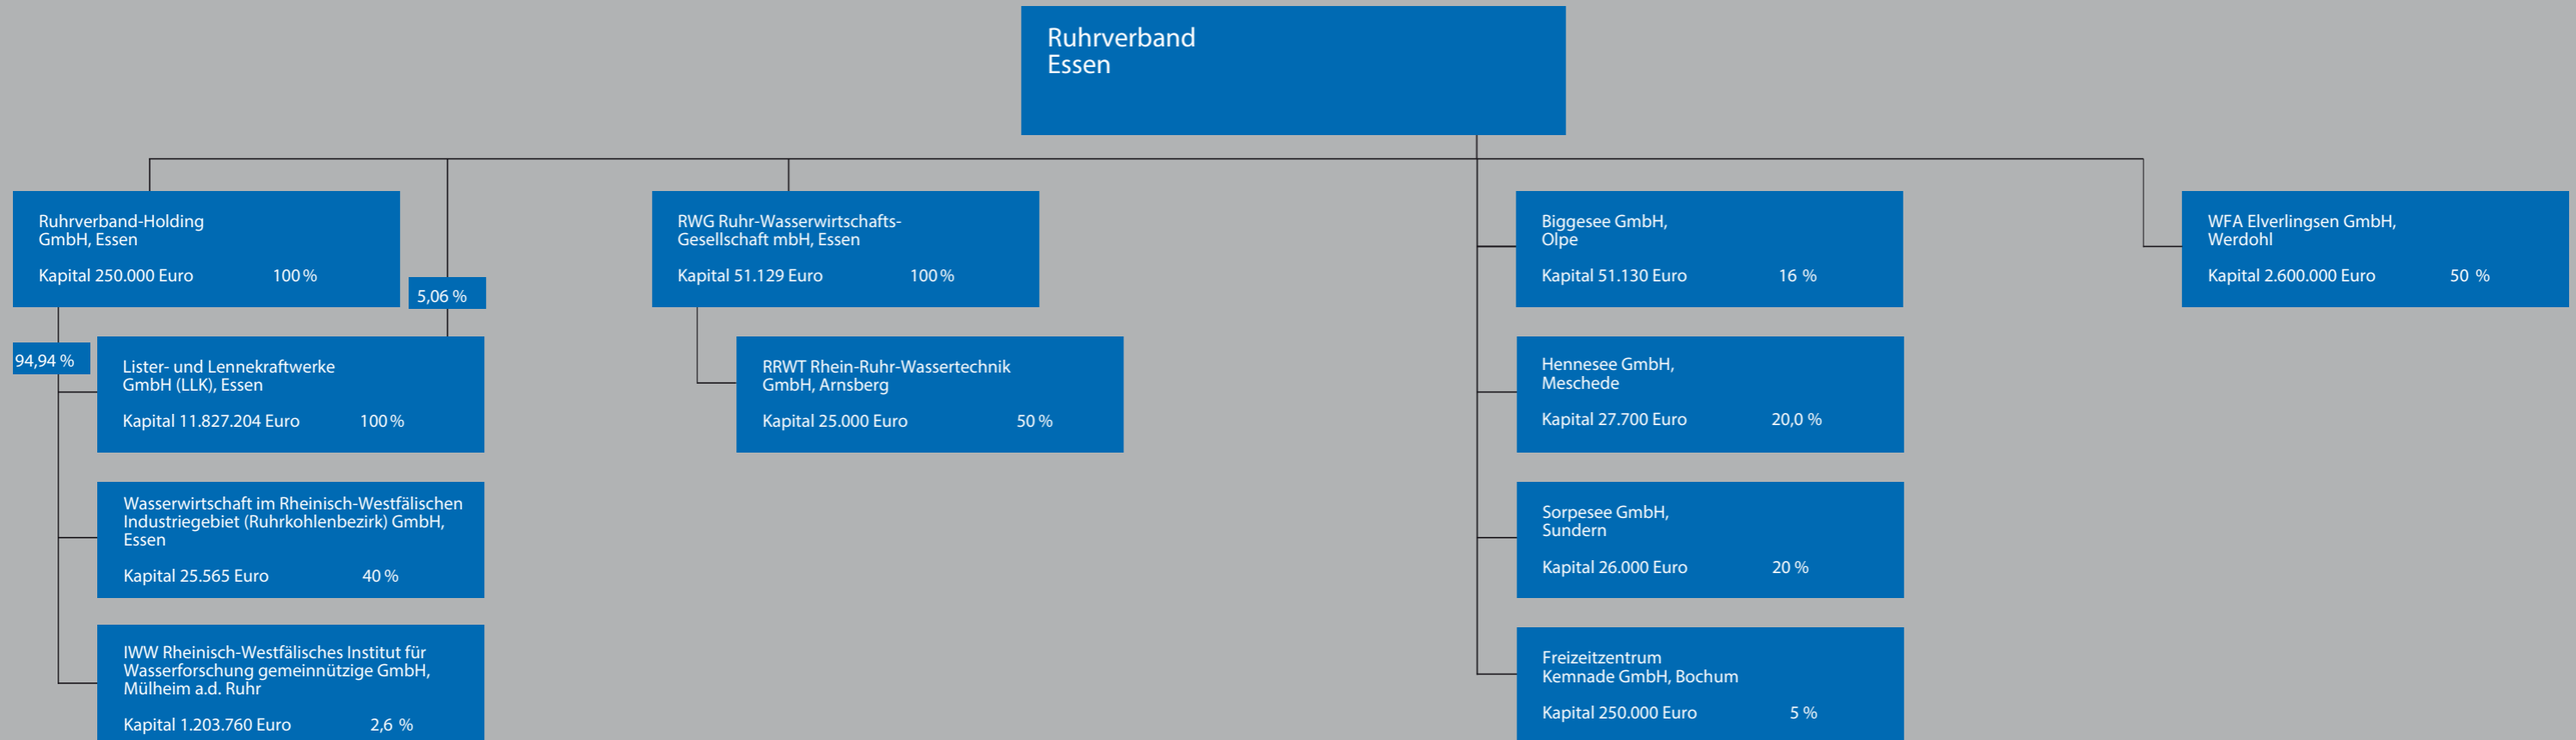 Ruhrverband
Essen
Ruhrverband-Holding
GmbH, Essen
Kapital 250.000 Euro 100 %
5,06 %
94,94 %
Lister- und Lennekraftwerke
GmbH (LLK), Essen
Kapital 11.827.204 Euro 100 %
Wasserwirtschaft im Rheinisch-Westfälischen
Industriegebiet (Ruhrkohlenbezirk) GmbH,
Essen
Kapital 25.565 Euro 40 %
IWW Rheinisch-Westfälisches Institut für
Wasserforschung gemeinnützige GmbH,
Mülheim a.d. Ruhr
Kapital 1.203.760 Euro 2,6 %
RWG Ruhr-Wasserwirtschafts-
Gesellschaft mbH, Essen
Kapital 51.129 Euro 100 %
RRWT Rhein-Ruhr-Wassertechnik
GmbH, Arnsberg
Kapital 25.000 Euro 50 %
Biggesee GmbH,
Olpe
Kapital 51.130 Euro 16 %
Hennesee GmbH,
Meschede
Kapital 27.700 Euro 20,0 %
Sorpesee GmbH,
Sundern
Kapital 26.000 Euro 20 %
Freizeitzentrum
Kemnade GmbH, Bochum
Kapital 250.000 Euro 5 %
WFA Elverlingsen GmbH,
Werdohl
Kapital 2.600.000 Euro 50 %